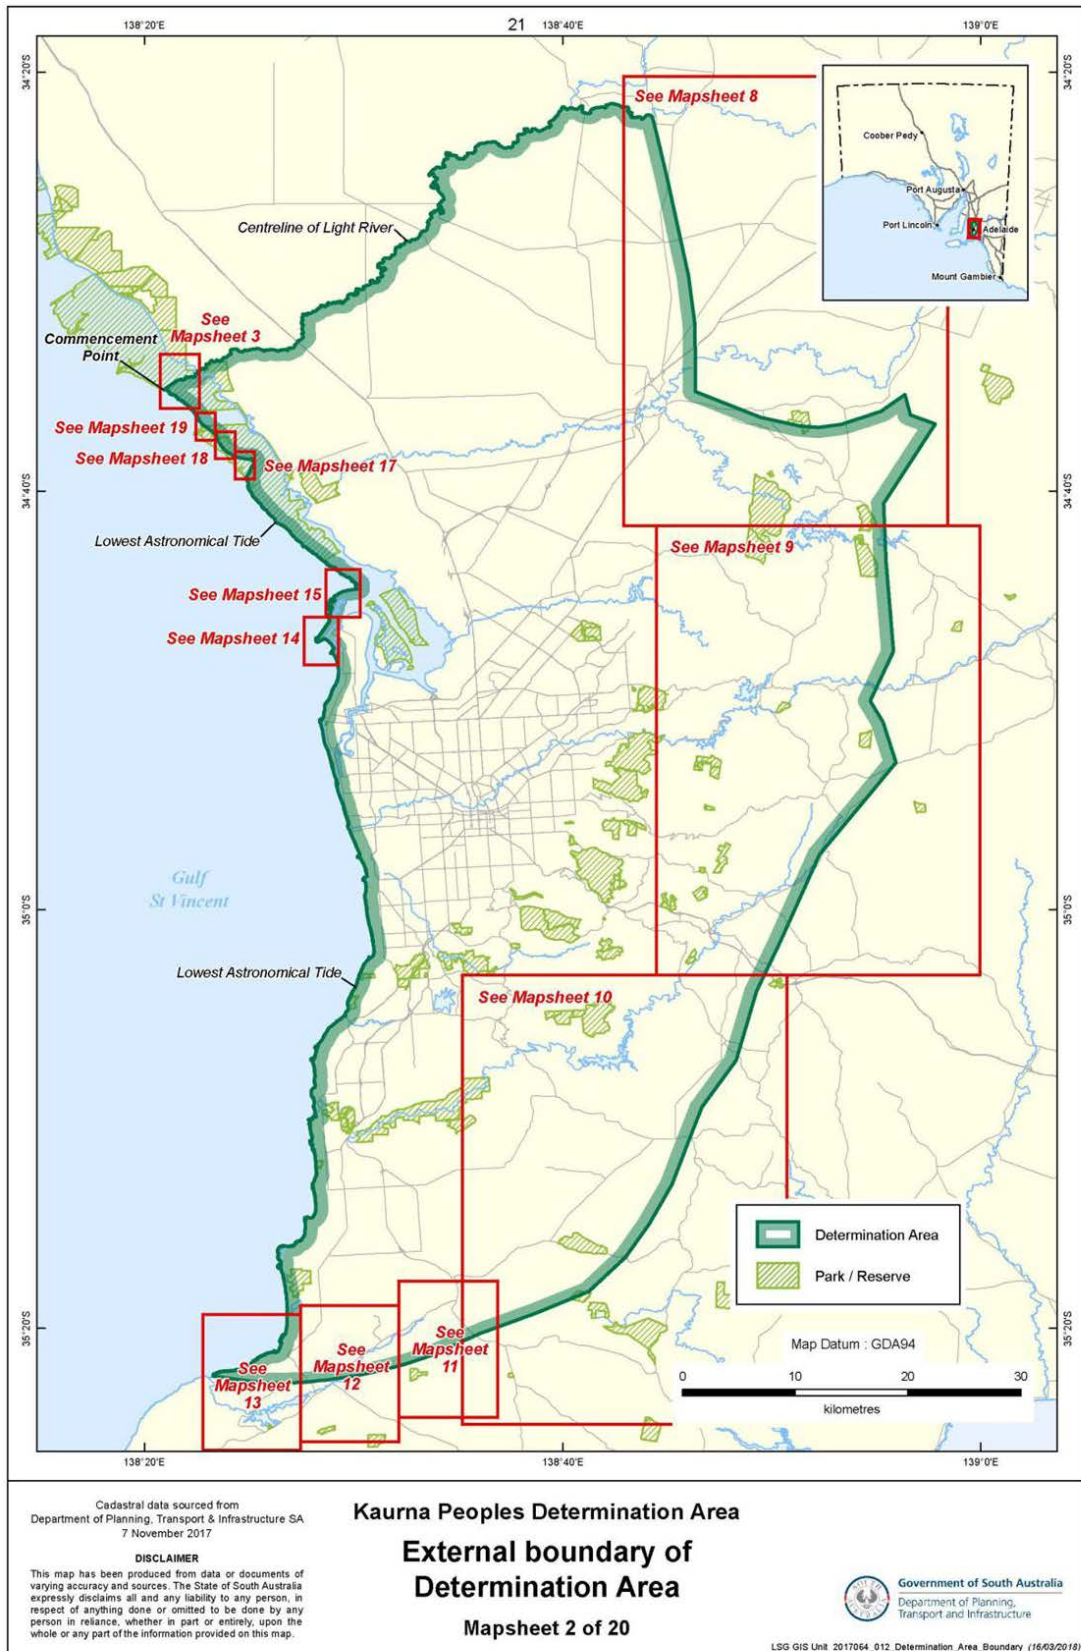 21
138°20'E
138°40'E
139°0'E
34°20'S
34°20'S
See Mapsheet 8
Coober Pedy
Port Augusta
Port Lincoln
Adelaide
Mount Gambier
Centreline of Light River
See
Mapsheet 3
Commencement
Point
See Mapsheet 19
See Mapsheet 18
See Mapsheet 17
34°40'S
34°40'S
Lowest Astronomical Tide
See Mapsheet 9
See Mapsheet 15
See Mapsheet 14
Gulf
St Vincent
35°0'S
35°0'S
Lowest Astronomical Tide
See Mapsheet 10
Determination Area
Park / Reserve
35°20'S
35°20'S
See
Mapsheet
11
See
Mapsheet
12
See
Mapsheet
13
Map Datum : GDA94
0 10 20 30
kilometres
138°20'E
138°40'E
139°0'E
Cadastral data sourced from
Department of Planning, Transport & Infrastructure SA
7 November 2017
DISCLAIMER
This map has been produced from data or documents of
varying accuracy and sources. The State of South Australia
expressly disclaims all and any liability to any person, in
respect of anything done or omitted to be done by any
person in reliance, whether in part or entirely, upon the
whole or any part of the information provided on this map.
Kaurna Peoples Determination Area
External boundary of
Determination Area
Mapsheet 2 of 20
Government of South Australia
Department of Planning,
Transport and Infrastructure
LSG GIS Unit 2017064_012_Determination_Area_Boundary (16/03/2018)